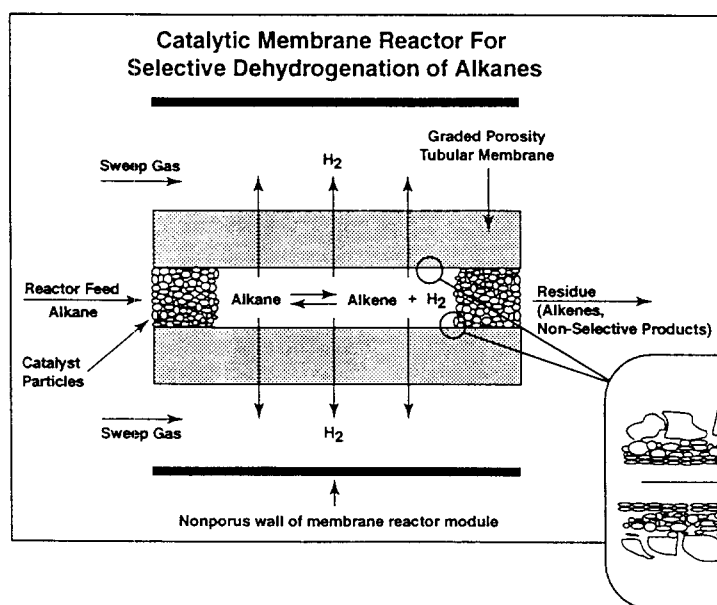 Catalytic Membrane Reactor For
Selective Dehydrogenation of Alkanes
Graded Porosity
Tubular Membrane
H2
Sweep Gas
Reactor Feed
Alkane
Alkane
Alkene + H2
Residue
(Alkenes,
Non-Selective Products)
Catalyst
Particles
Sweep Gas
H2
Nonporus wall of membrane reactor module